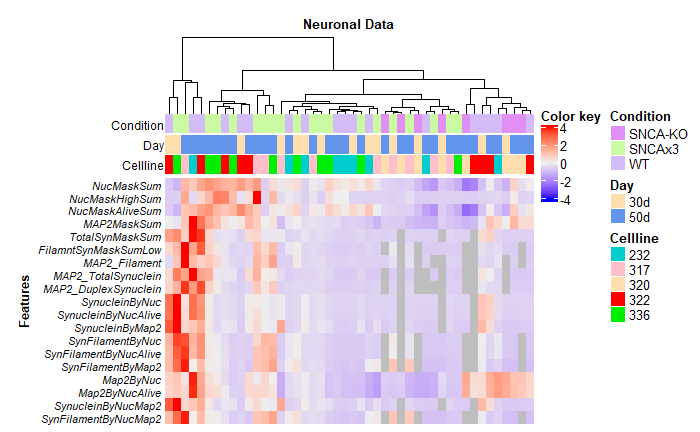 Neuronal Data
Condition
Day
Cellline
Color key
4
2
0
-2
-4
Condition
SNCA-KO
SNCAx3
WT
Day
30d
50d
Cellline
232
317
320
322
336
Features
NucMaskSum
NucMaskHighSum
NucMaskAliveSum
MAP2MaskSum
TotalSynMaskSum
FilamntSynMaskSumLow
MAP2_Filament
MAP2_TotalSynuclein
MAP2_DuplexSynuclein
SynucleinByNuc
SynucleinByNucAlive
SynucleinByMap2
SynFilamentByNuc
SynFilamentByNucAlive
SynFilamentByMap2
Map2ByNuc
Map2ByNucAlive
SynucleinByNucMap2
SynFilamentByNucMap2